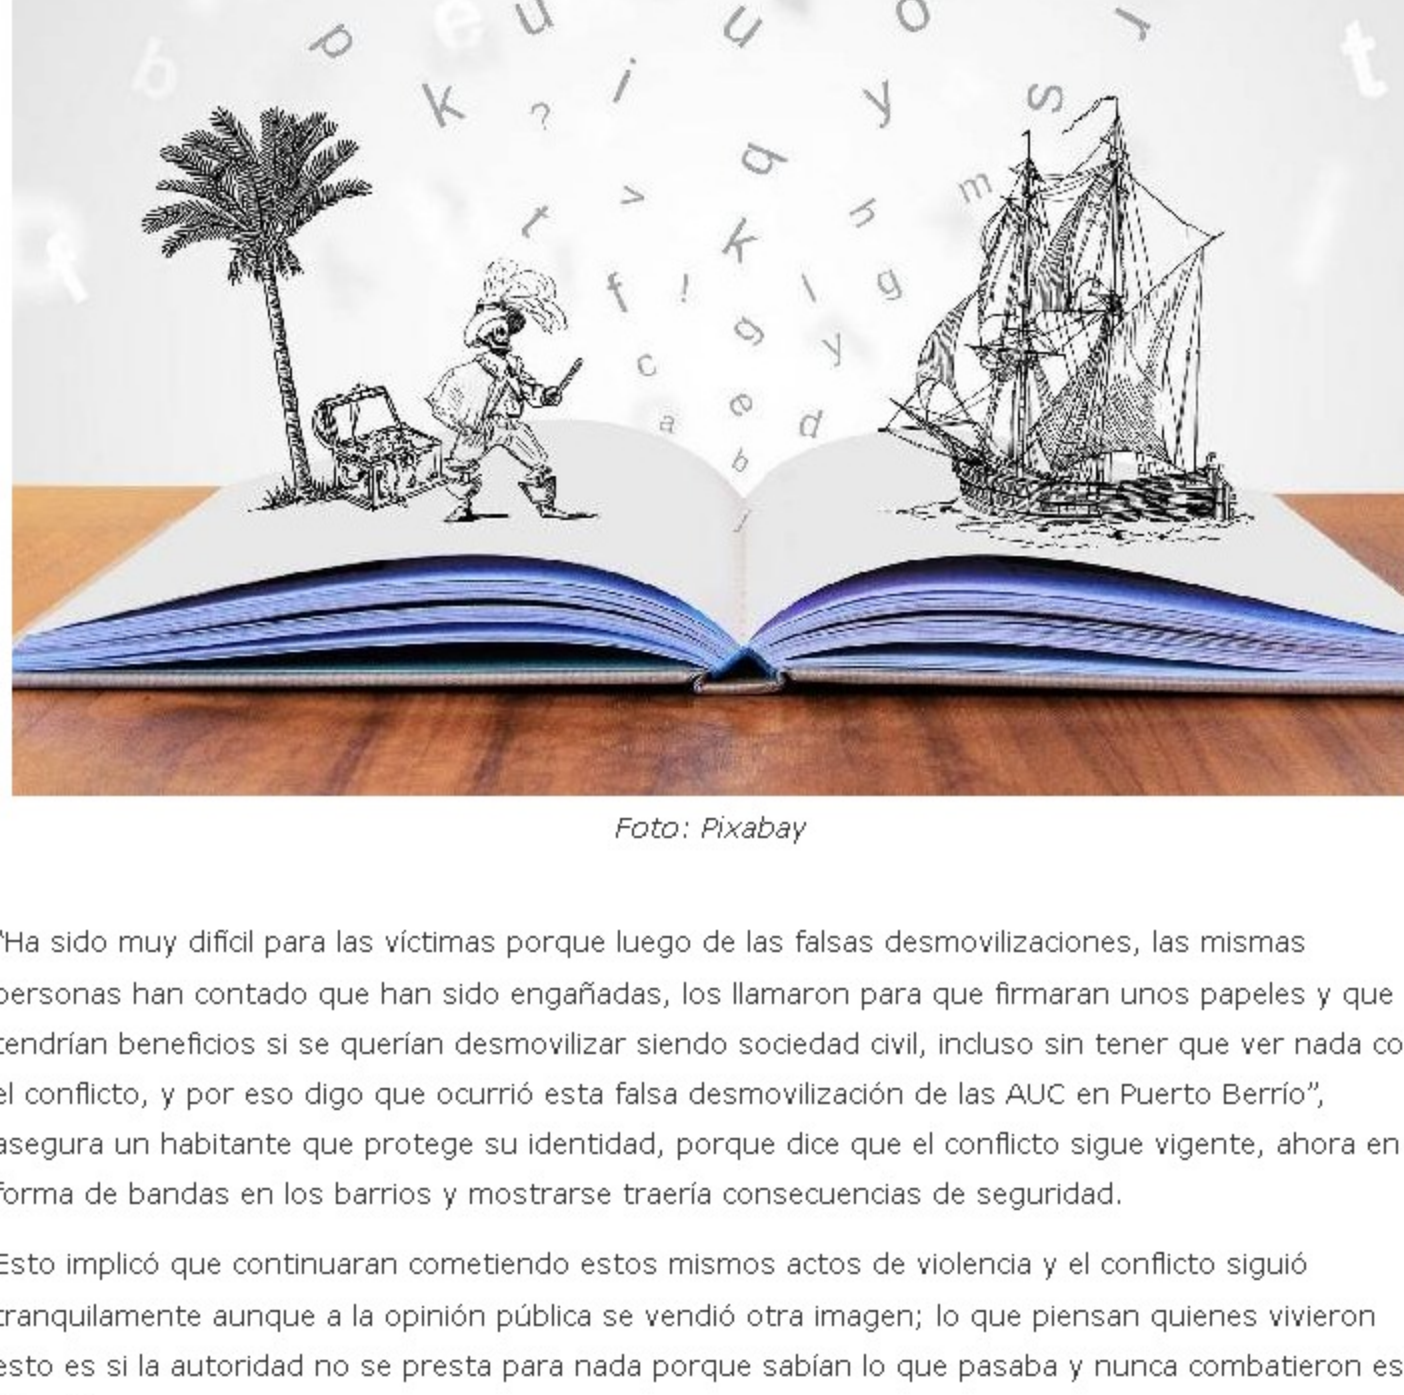 p
e
u
u
o
r
b
t
k
?
i
y
s
q
m
t
v
h
k
f
f
!
l
g
g
y
c
e
a
d
b
j
Foto: Pixabay
“Ha sido muy difícil para las víctimas porque luego de las falsas desmovilizaciones, las mismas
personas han contado que han sido engañadas, los llamaron para que firmaran unos papeles y que
tendrían beneficios si se querían desmovilizar siendo sociedad civil, incluso sin tener que ver nada co
el conflicto, y por eso digo que ocurrió esta falsa desmovilización de las AUC en Puerto Berrío”,
asegura un habitante que protege su identidad, porque dice que el conflicto sigue vigente, ahora en
forma de bandas en los barrios y mostrarse traería consecuencias de seguridad.
Esto implicó que continuaran cometiendo estos mismos actos de violencia y el conflicto siguió
tranquilamente aunque a la opinión pública se vendió otra imagen; lo que piensan quienes vivieron
esto es si la autoridad no se presta para nada porque sabían lo que pasaba y nunca combatieron es